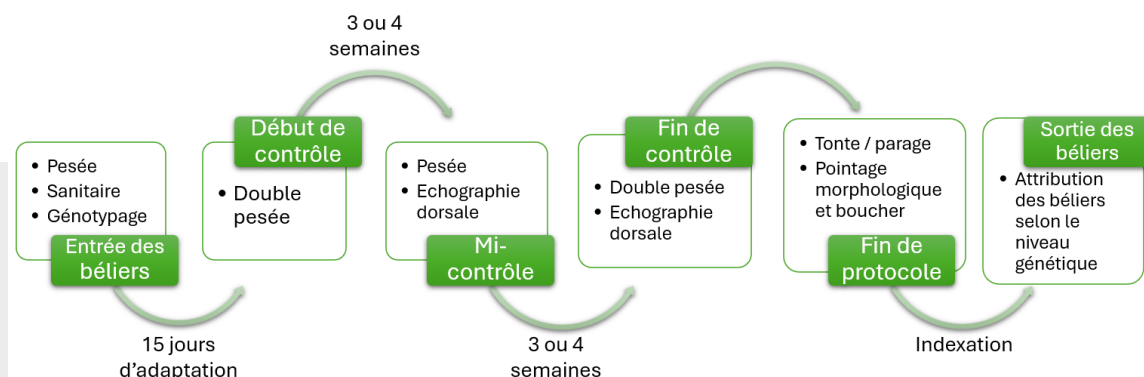 • Pesée
• Sanitaire
• Génotypage
Entrée des
béliers
15 jours
d'adaptation
Début de
contrôle
• Double
pesée
3 ou 4
semaines
• Pesée
• Echographie
dorsale
Mi-
contrôle
3 ou 4
semaines
Fin de
contrôle
• Double pesée
• Echographie
dorsale
• Tonte / parage
• Pointage
morphologique
et boucher
Fin de
protocole
Indexation
Sortie des
béliers
• Attribution
des béliers
selon le
niveau
génétique